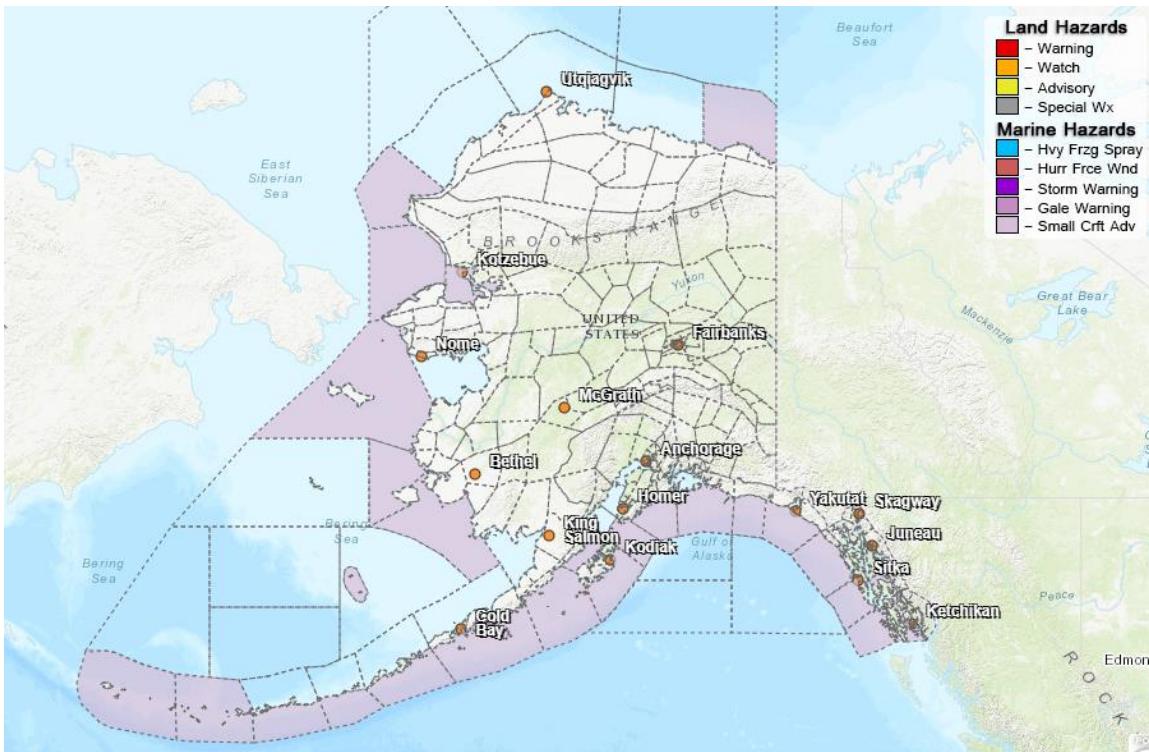 Beaufort
Sea
Land Hazards
– Warning
– Watch
– Advisory
– Special Wx
Marine Hazards
– Hvy Frzg Spray
– Hurr Frce Wnd
– Storm Warning
– Gale Warning
– Small Crft Adv
Utqiagvik
East
Siberian
Sea
BROOKS RANGE
Kotzebue
Yukon
Great Bear
Lake
Mackenzie
UNITED
STATES
Fairbanks
Nome
McGrath
Anchorage
Bethel
Homer
Yakutat
Skagway
King
Salmon
Bering
Sea
Gulf of
Alaska
Juneau
Kodiak
Bering
Sea
Sitka
Peace
Cold
Bay
Ketchikan
Edmon
ROCK